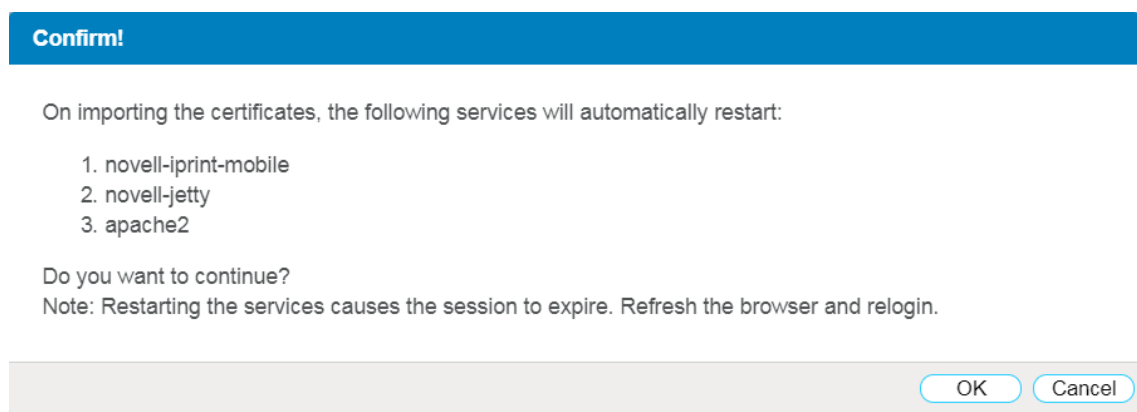 Confirm!
On importing the certificates, the following services will automatically restart:
1. novell-iprint-mobile
2. novell-jetty
3. apache2
Do you want to continue?
Note: Restarting the services causes the session to expire. Refresh the browser and relogin.
OK Cancel